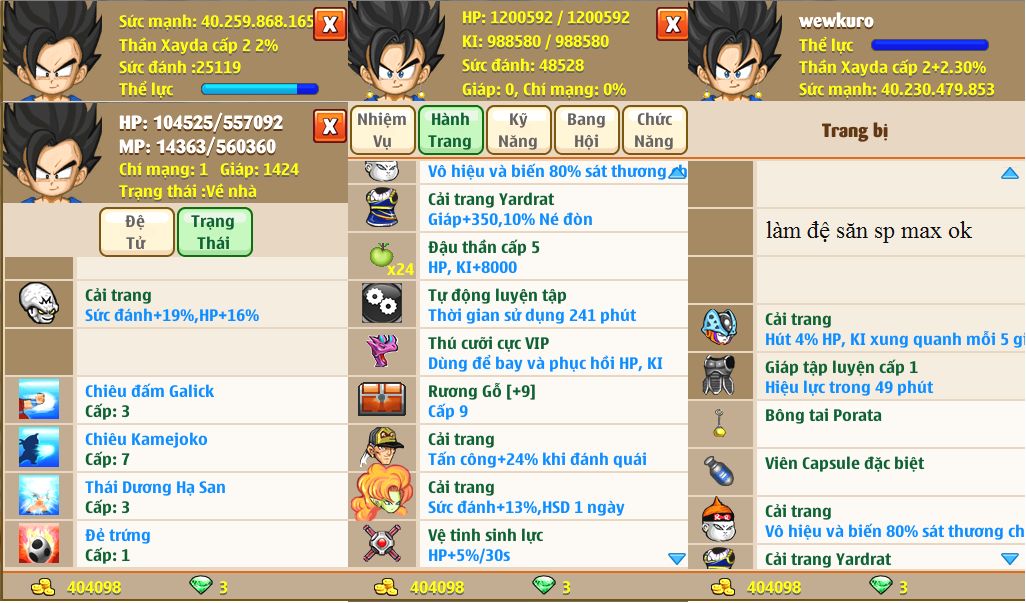 Sức mạnh: 40.259.868.165
X
Thần Xayda cấp 2 2%
Sức đánh :25119
Thể lực
HP: 104525/557092
X
MP: 14363/560360
Chí mạng: 1 Giáp: 1424
Trạng thái :Về nhà
Đệ
Tử
Trạng
Thái
Cải trang
Sức đánh+19%,HP+16%
Chiêu đấm Galick
Cấp: 3
Chiêu Kamejoko
Cấp: 7
Thái Dương Hạ San
Cấp: 3
Đẻ trứng
Cấp: 1
404098
3
HP: 1200592 / 1200592
X
KI: 988580 / 988580
Sức đánh: 48528
Giáp: 0, Chí mạng: 0%
Nhiệm
Vụ
Hành
Trang
Kỹ
Năng
Bang
Hội
Chức
Năng
Vô hiệu và biến 80% sát thương ch
Cải trang Yardrat
Giáp+350,10% Né đòn
x24
Đậu thần cấp 5
HP, KI+8000
Tự động luyện tập
Thời gian sử dụng 241 phút
Thú cưỡi cực VIP
Dùng để bay và phục hồi HP, KI
Rương Gỗ [+9]
Cấp 9
Cải trang
Tấn công+24% khi đánh quái
Cải trang
Sức đánh+13%,HSD 1 ngày
Vệ tinh sinh lực
HP+5%/30s
404098
3
wewkuro
Thể lực
Thần Xayda cấp 2+2.30%
Sức mạnh: 40.230.479.853
Trang bị
làm đệ săn sp max ok
Cải trang
Hút 4% HP, KI xung quanh mỗi 5 gi
Giáp tập luyện cấp 1
Hiệu lực trong 49 phút
Bông tai Porata
Viên Capsule đặc biệt
Cải trang
Vô hiệu và biến 80% sát thương ch
Cải trang Yardrat
404098
3